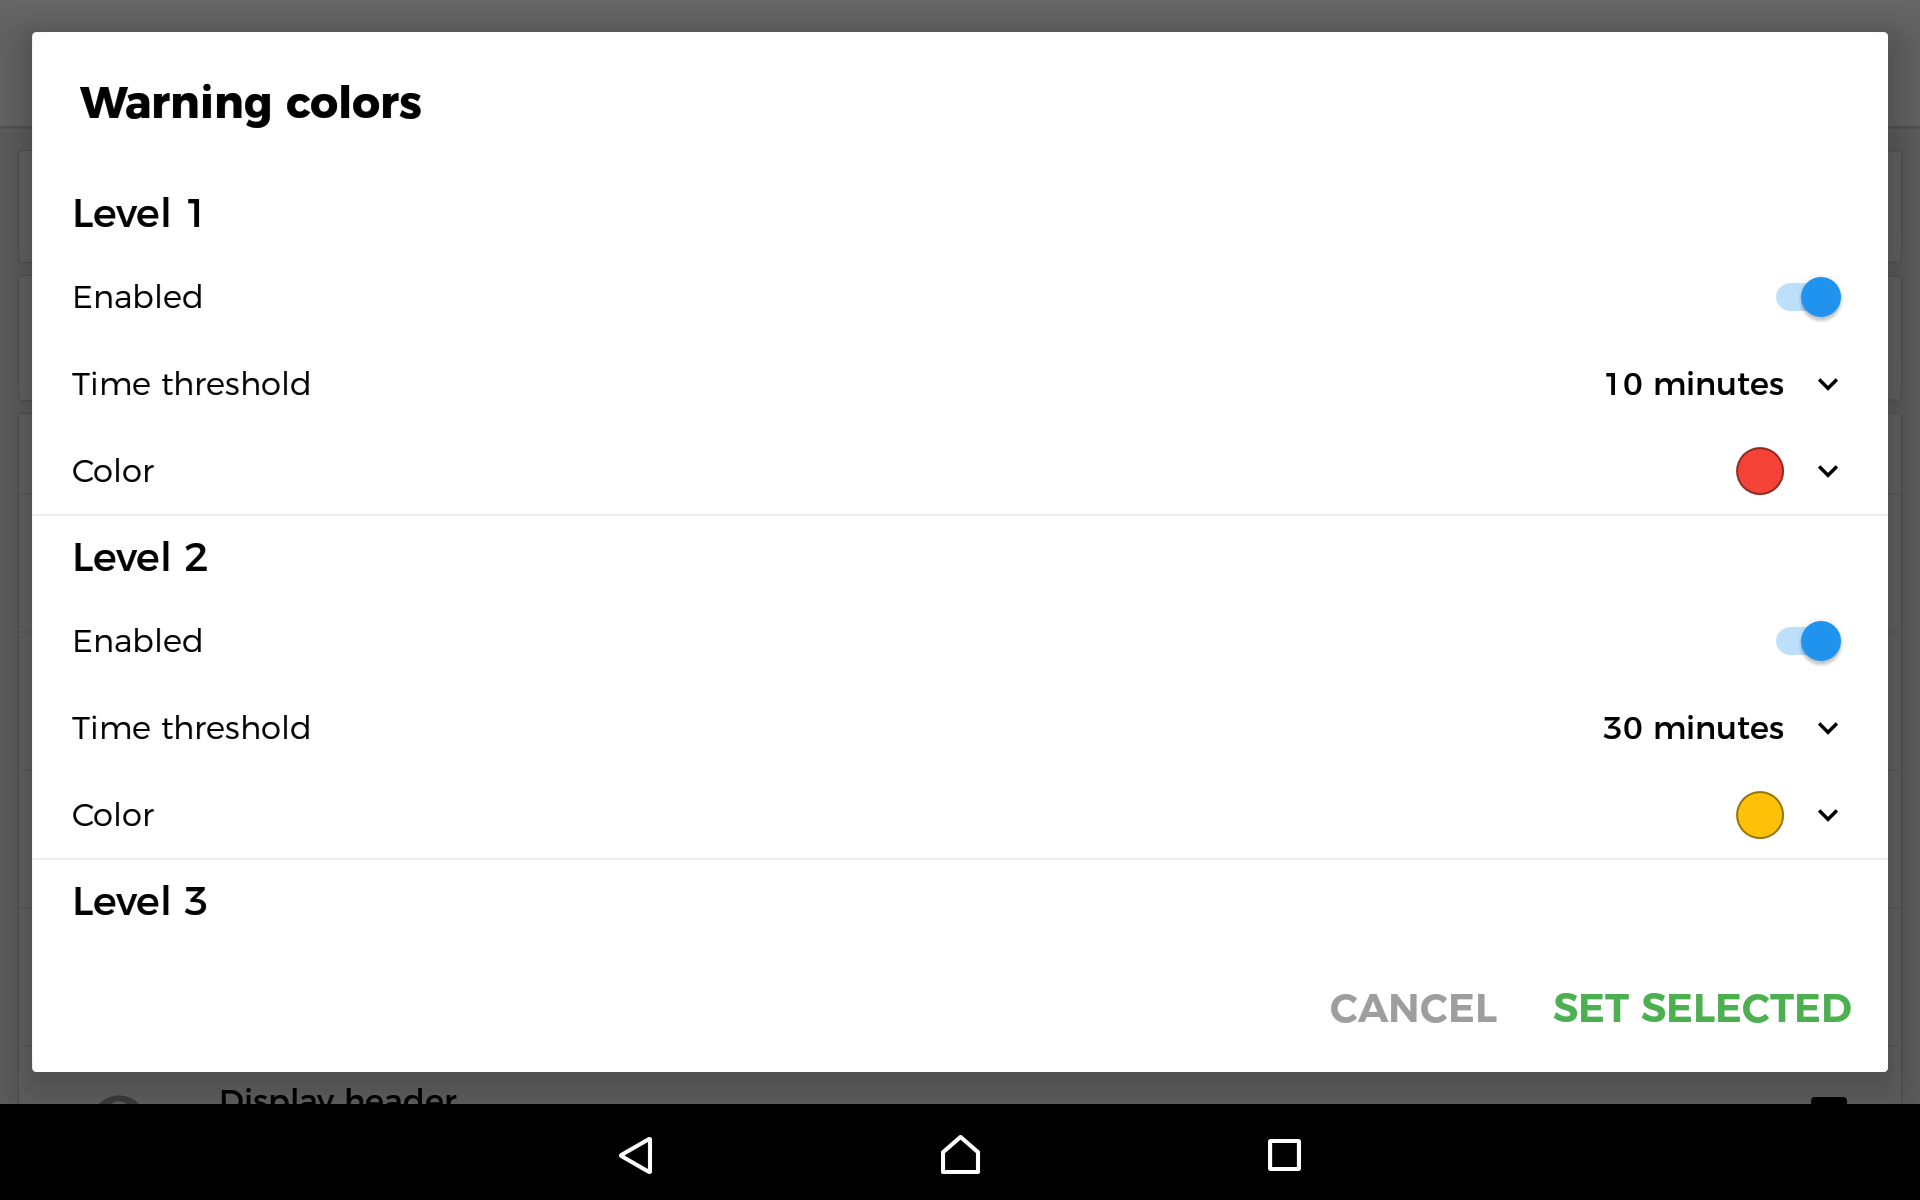 Warning colors
Level 1
Enabled
Time threshold 10 minutes
Color
Level 2
Enabled
Time threshold 30 minutes
Color
Level 3
CANCEL SET SELECTED
Display header